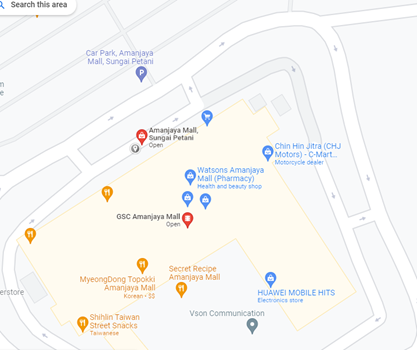 Search this area
Car Park, Amanjaya
Mall, Sungai Petani
P
Amanjaya Mall,
Sungai Petani
Open
Chin Hin Jitra (CHJ
Motors) - C-Mart...
Motorcycle dealer
Watsons Amanjaya
Mall (Pharmacy)
Health and beauty shop
GSC Amanjaya Mall
Open
MyeongDong Topokki
Amanjaya Mall
Korean • $$
Secret Recipe
Amanjaya Mall
HUAWEI MOBILE HITS
Electronics store
erstore
Shihlin Taiwan
Street Snacks
Taiwanese
Vson Communication